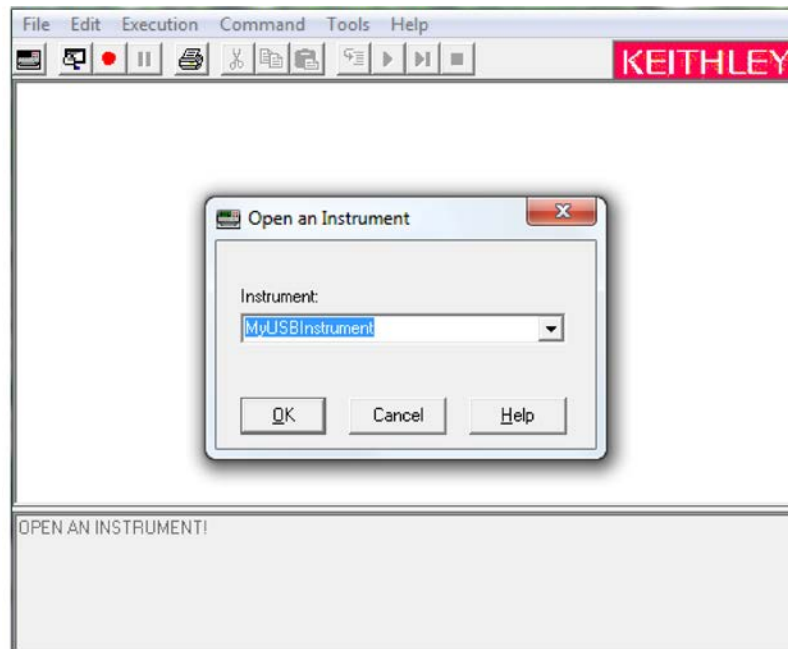 File Edit Execution Command Tools Help
KEITHLEY
Open an Instrument
Instrument:
MyUSBInstrument
OK Cancel Help
OPEN AN INSTRUMENT!